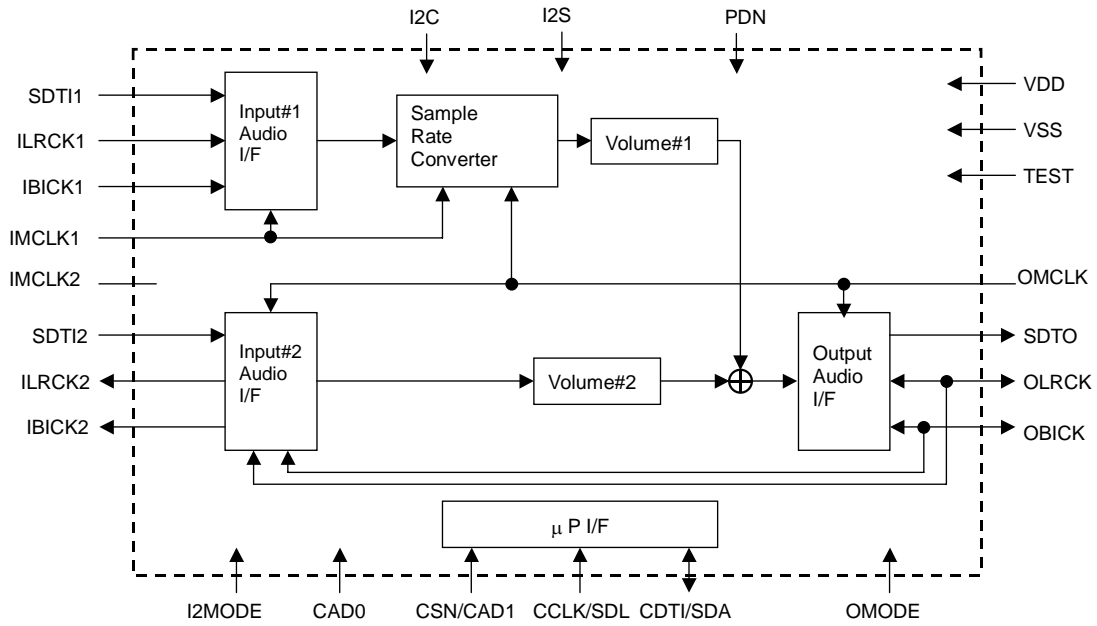 I2C
I2S
PDN
SDTI1
ILRCK1
IBICK1
IMCLK1
IMCLK2
SDTI2
ILRCK2
IBICK2
Input#1
Audio
I/F
Sample
Rate
Converter
Volume#1
VDD
VSS
TEST
OMCLK
SDTO
OLRCK
OBICK
Input#2
Audio
I/F
Volume#2
Output
Audio
I/F
μ P I/F
I2MODE
CAD0
CSN/CAD1
CCLK/SDL
CDTI/SDA
OMODE